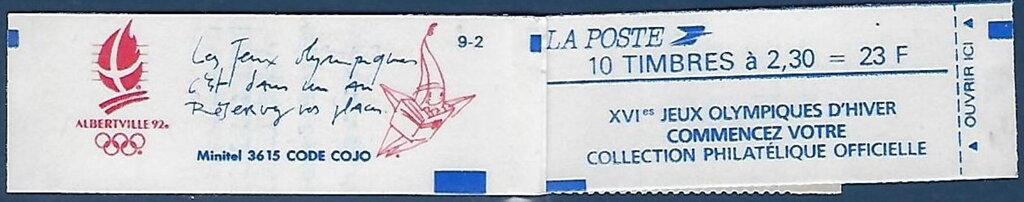 ALBERTVILLE 92
Les Jeux Olympiques
C'est dans un an
Réservez vos places.
9-2
Minitel 3615 CODE COJO
LA POSTE
10 TIMBRES à 2,30 = 23 F
XVIes JEUX OLYMPIQUES D'HIVER
COMMENCEZ VOTRE
COLLECTION PHILATÉLIQUE OFFICIELLE
OUVRIR ICI